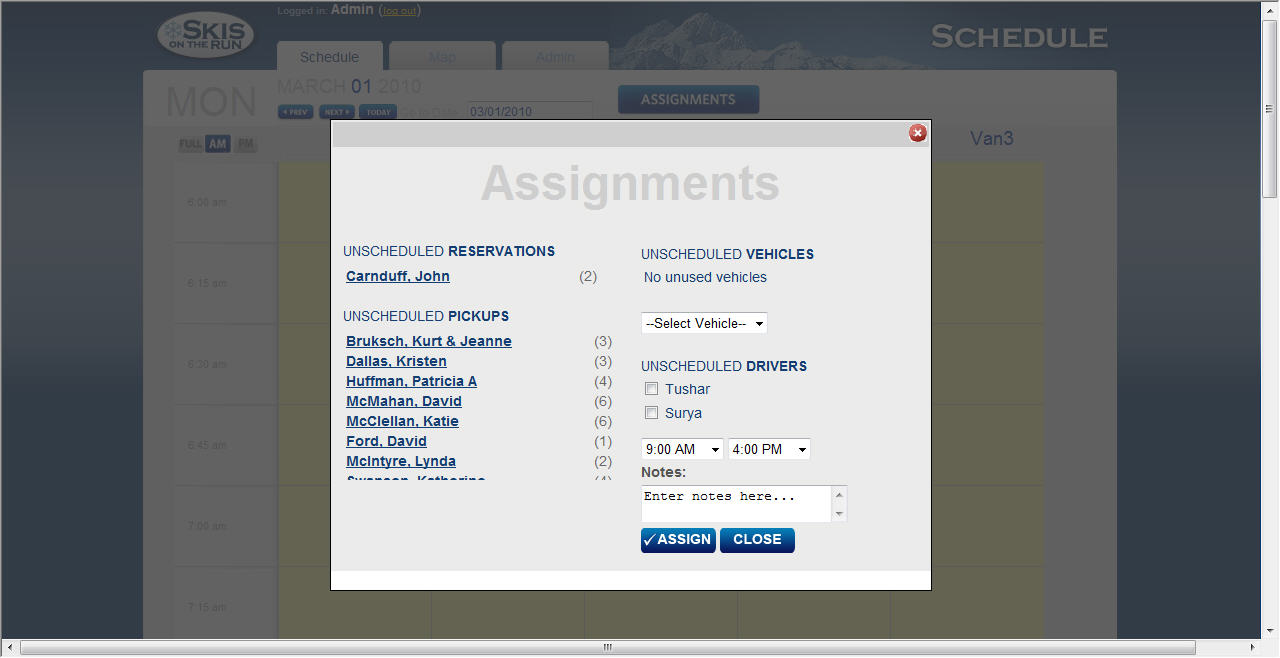 Logged in: Admin (log out)
SKIS
ON THE RUN
SCHEDULE
Schedule
Map
Admin
MON
MARCH 01 2010
PREV
NEXT
TODAY
Go to Date:
03/01/2010
ASSIGNMENTS
FULL
AM
PM
Van3
6:00 am
6:15 am
6:30 am
6:45 am
7:00 am
7:15 am
Assignments
UNSCHEDULED RESERVATIONS
Carnduff, John (2)
UNSCHEDULED PICKUPS
Bruksch, Kurt & Jeanne (3)
Dallas, Kristen (3)
Huffman, Patricia A (4)
McMahan, David (6)
McClellan, Katie (6)
Ford, David (1)
McIntyre, Lynda (2)
Swanson, Katherine (4)
UNSCHEDULED VEHICLES
No unused vehicles
--Select Vehicle--
UNSCHEDULED DRIVERS
Tushar
Surya
9:00 AM
4:00 PM
Notes:
Enter notes here...
ASSIGN
CLOSE